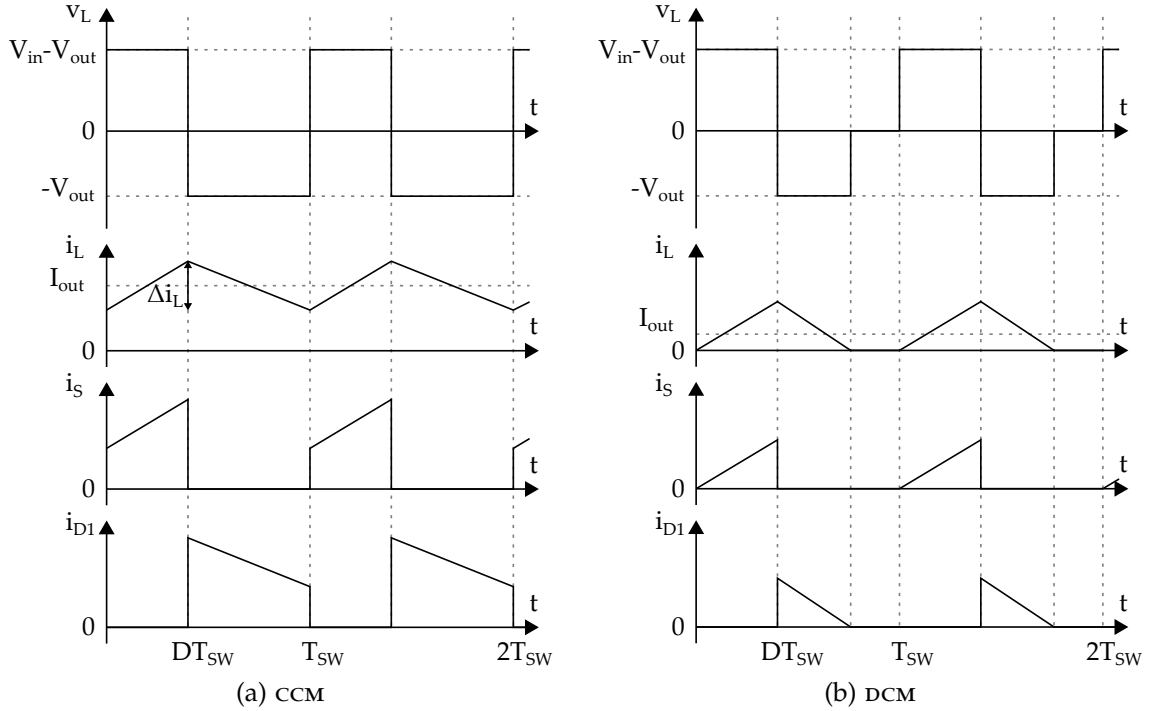 v_L
V_in-V_out
t
0
-V_out
i_L
I_out
Δi_L
t
0
i_S
t
0
i_D1
t
0
DT_SW T_SW 2T_SW
(a) CCM
v_L
V_in-V_out
t
0
-V_out
i_L
I_out
t
0
i_S
t
0
i_D1
t
0
DT_SW T_SW 2T_SW
(b) DCM